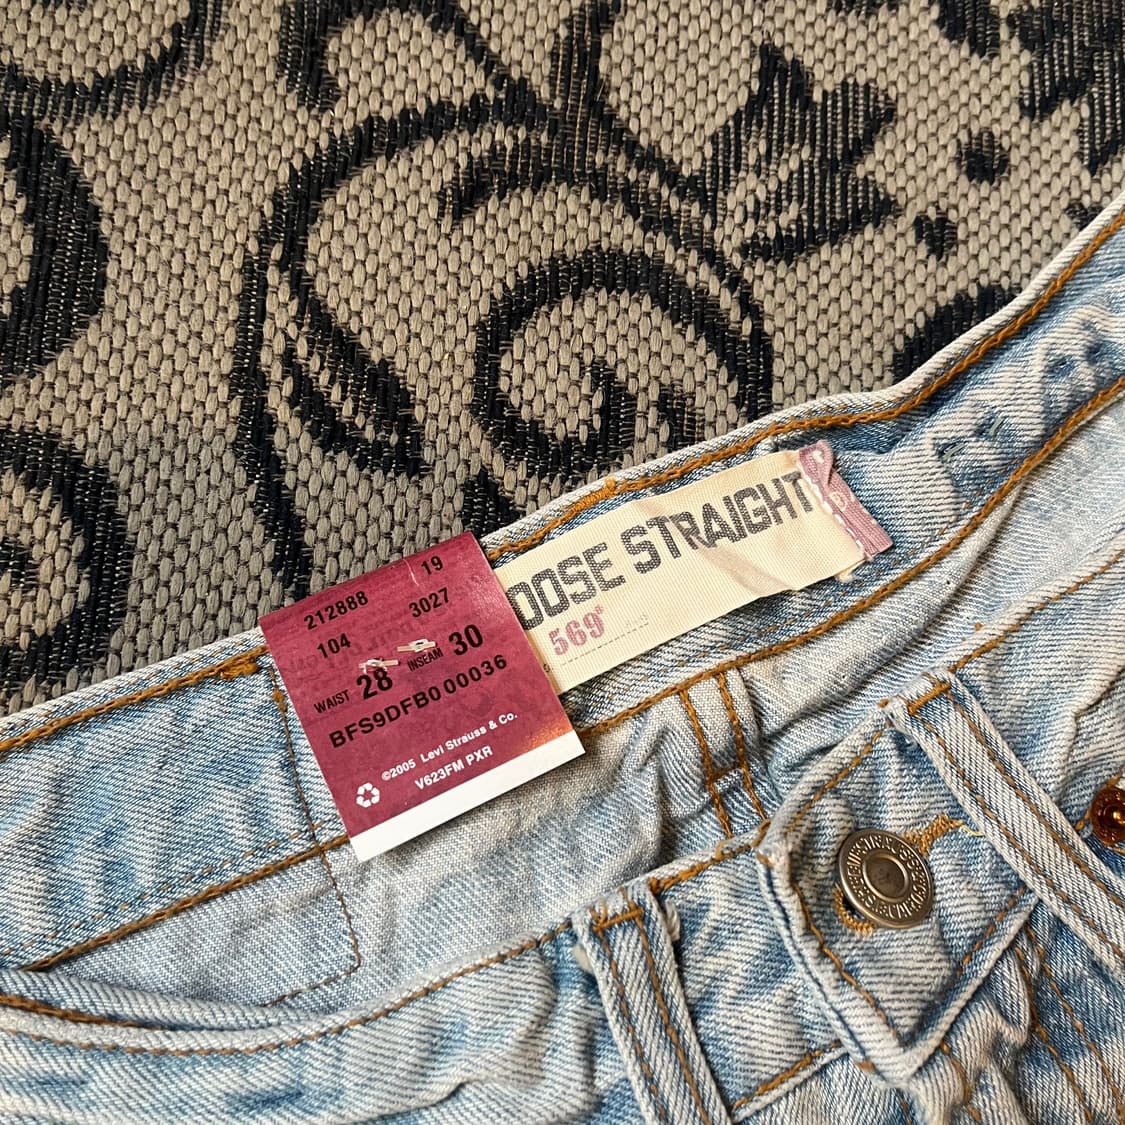 19
212888
3027
104
WAIST 28 INSEAM 30
BFS9DFB0 00036
©2005 Levi Strauss & Co.
V623FM PXR
OOSE STRAIGHT
569